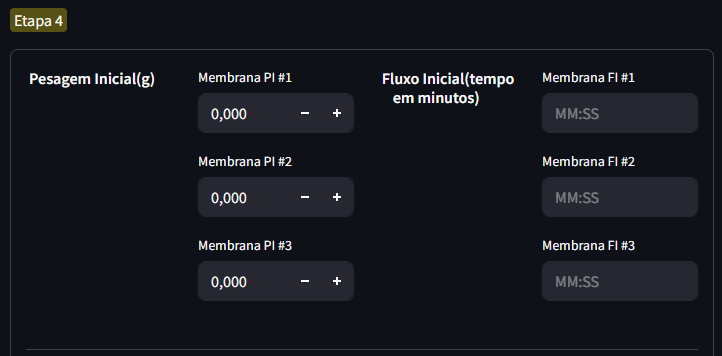 Etapa 4
Pesagem Inicial(g)
Membrana PI #1
0,000 - +
Membrana PI #2
0,000 - +
Membrana PI #3
0,000 - +
Fluxo Inicial(tempo
em minutos)
Membrana FI #1
MM:SS
Membrana FI #2
MM:SS
Membrana FI #3
MM:SS